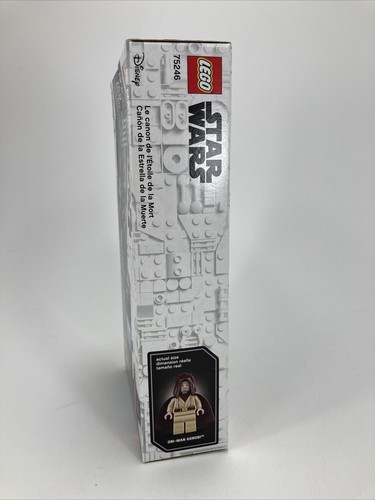 LEGO
STAR
WARS
75246
Disney
Le canon de l'Étoile de la Mort
Cañón de la Estrella de la Muerte
actual size
dimension réelle
tamaño real
OBI-WAN KENOBI™